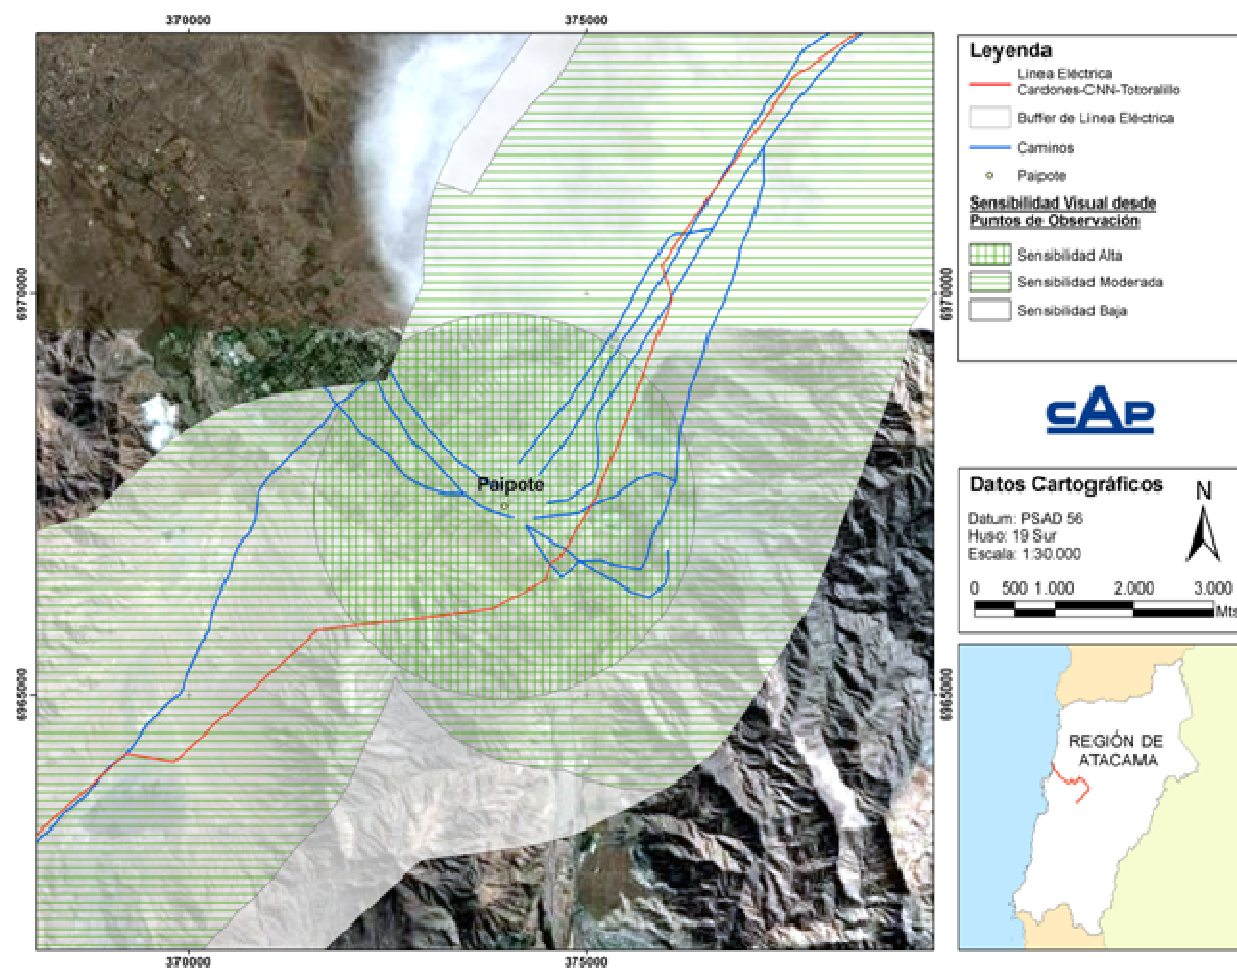 370000
375000
6970000
6965000
Paipote
6970000
6965000
370000
375000
Leyenda
Línea Eléctrica
Cardones-CNN-Totoralillo
Buffer de Línea Eléctrica
Caminos
Paipote
Sensibilidad Visual desde
Puntos de Observación
Sensibilidad Alta
Sensibilidad Moderada
Sensibilidad Baja
CAP
Datos Cartográficos
N
Datum: PSAD 56
Huso: 19 Sur
Escala: 1:30.000
0 500 1.000 2.000 3.000
Mts
REGIÓN DE
ATACAMA